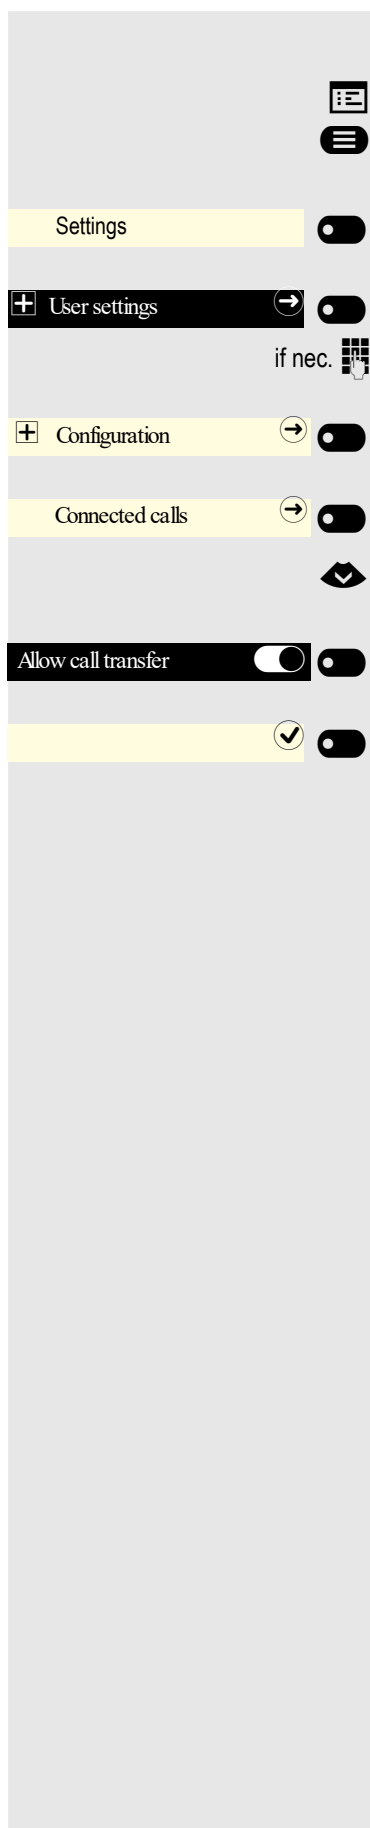 Settings
User settings
if nec.
Configuration
Connected calls
Allow call transfer